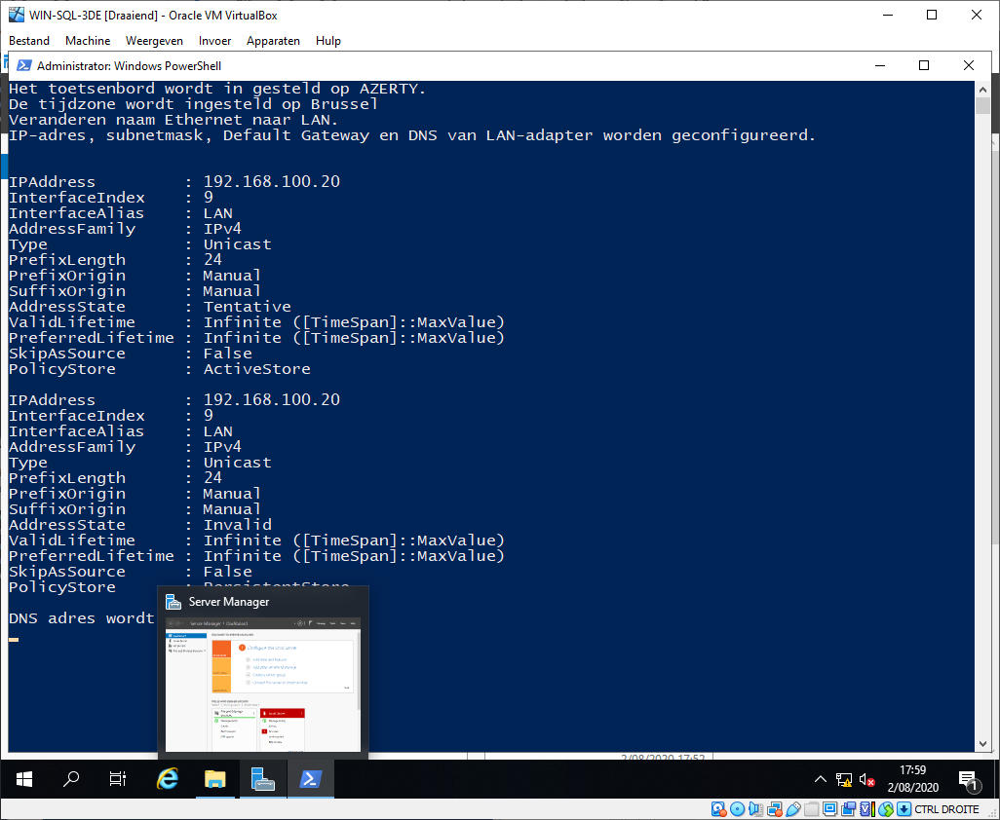 WIN-SQL-3DE [Draaiend] - Oracle VM VirtualBox
Bestand Machine Weergeven Invoer Apparaten Hulp
Administrator: Windows PowerShell
Het toetsenbord wordt in gesteld op AZERTY.
De tijdzone wordt ingesteld op Brussel
Veranderen naam Ethernet naar LAN.
IP-adres, subnetmask, Default Gateway en DNS van LAN-adapter worden geconfigureerd.
IPAddress : 192.168.100.20
InterfaceIndex : 9
InterfaceAlias : LAN
AddressFamily : IPv4
Type : Unicast
PrefixLength : 24
PrefixOrigin : Manual
SuffixOrigin : Manual
AddressState : Tentative
ValidLifetime : Infinite ([TimeSpan]::MaxValue)
PreferredLifetime : Infinite ([TimeSpan]::MaxValue)
SkipAsSource : False
PolicyStore : ActiveStore
IPAddress : 192.168.100.20
InterfaceIndex : 9
InterfaceAlias : LAN
AddressFamily : IPv4
Type : Unicast
PrefixLength : 24
PrefixOrigin : Manual
SuffixOrigin : Manual
AddressState : Invalid
ValidLifetime : Infinite ([TimeSpan]::MaxValue)
PreferredLifetime : Infinite ([TimeSpan]::MaxValue)
SkipAsSource : False
PolicyStore : PersistentStore
Server Manager
DNS adres wordt
Server Manager Dashboard
Configure this local server
2/08/2020 17:52
17:59
2/08/2020
1
CTRL DROITE